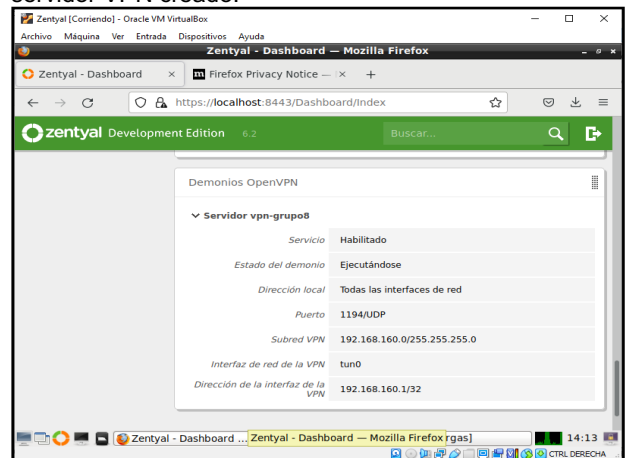 servidor VPN creado:
Zentyal [Corriendo] - Oracle VM VirtualBox
Archivo Máquina Ver Entrada Dispositivos Ayuda
Zentyal - Dashboard — Mozilla Firefox
Zentyal - Dashboard × m Firefox Privacy Notice — × +
https://localhost:8443/Dashboard/Index
zentyal Development Edition 6.2 Buscar...
Demonios OpenVPN
Servidor vpn-grupo8
Servicio Habilitado
Estado del demonio Ejecutándose
Dirección local Todas las interfaces de red
Puerto 1194/UDP
Subred VPN 192.168.160.0/255.255.255.0
Interfaz de red de la VPN tun0
Dirección de la interfaz de la VPN 192.168.160.1/32
Zentyal - Dashboard ... Zentyal - Dashboard — Mozilla Firefox rgas] 14:13
CTRL DERECHA